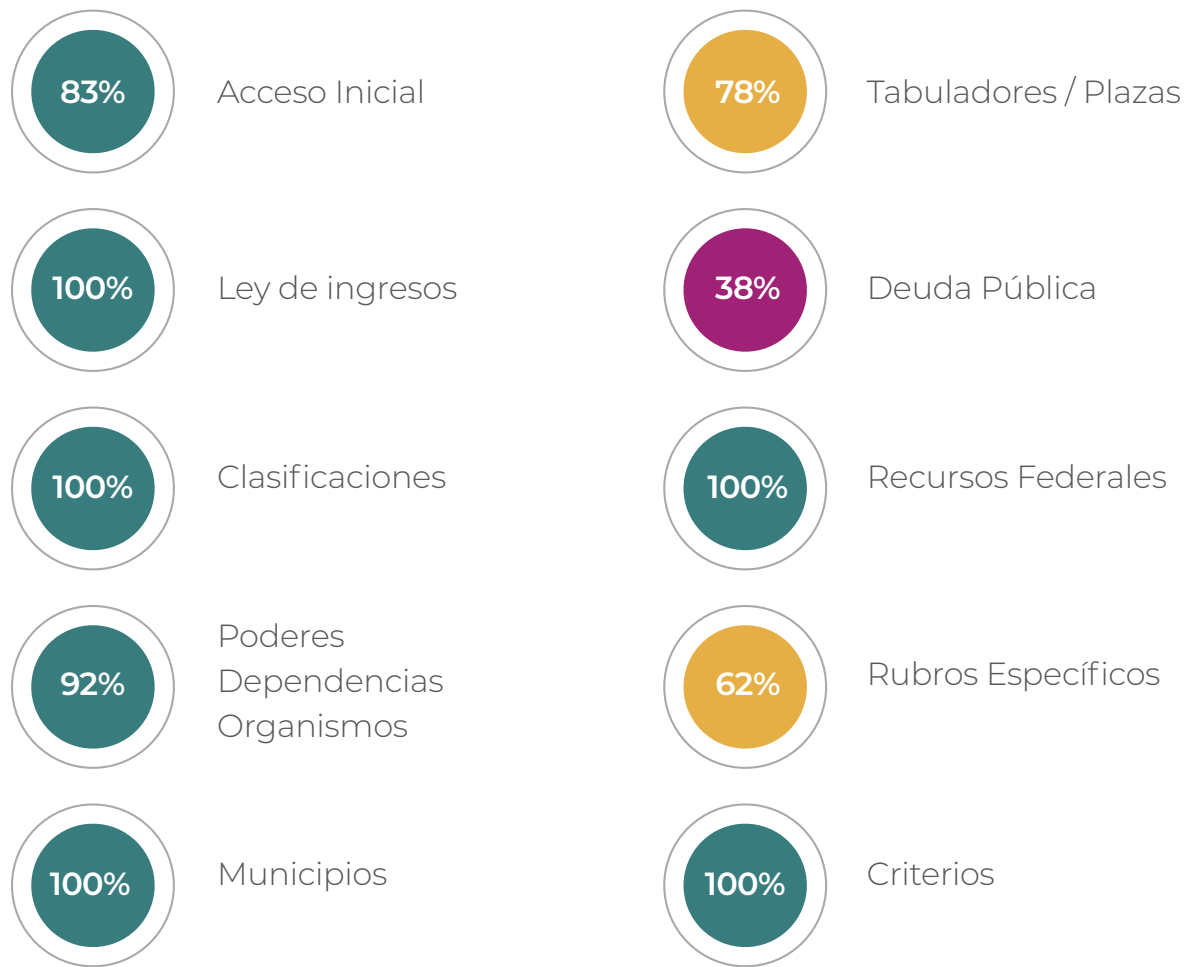 83%
Acceso Inicial
100%
Ley de ingresos
100%
Clasificaciones
92%
Poderes
Dependencias
Organismos
100%
Municipios
78%
Tabuladores / Plazas
38%
Deuda Pública
100%
Recursos Federales
62%
Rubros Específicos
100%
Criterios